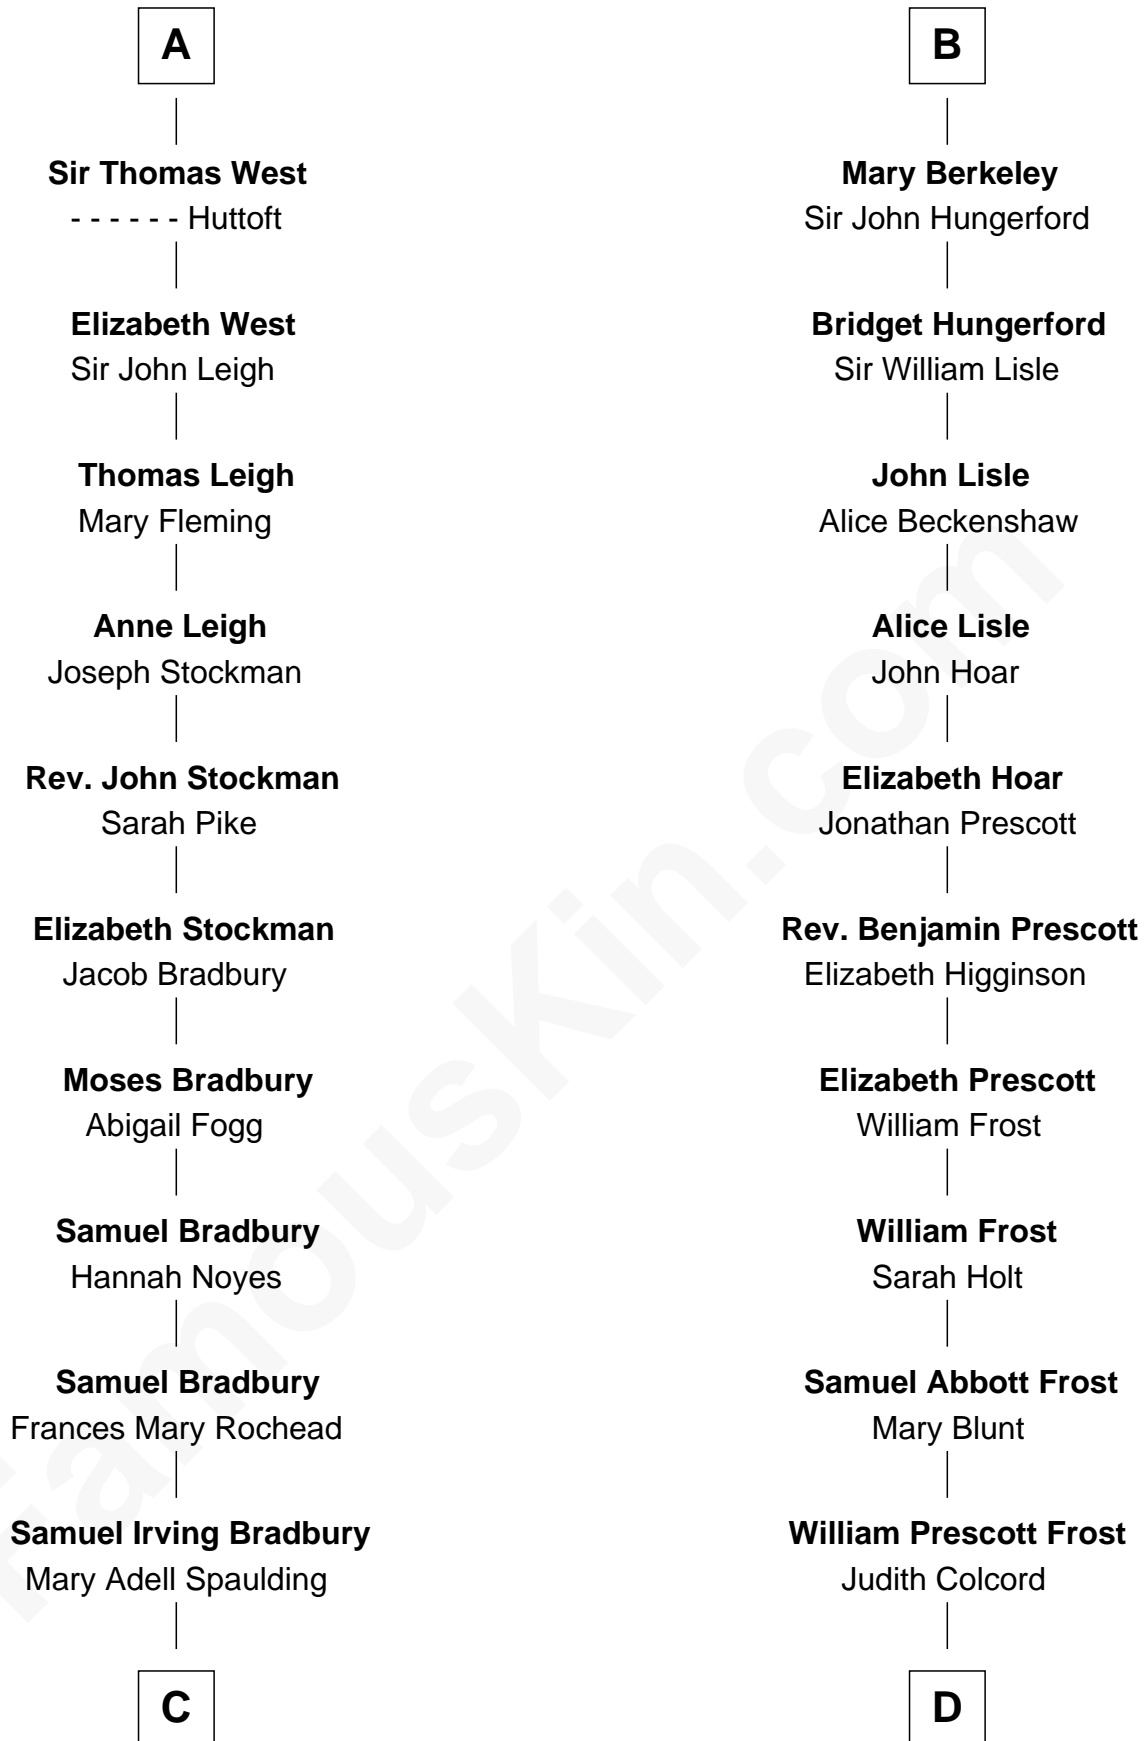 A
Sir Thomas West
- - - - - - Huttoft
Elizabeth West
Sir John Leigh
Thomas Leigh
Mary Fleming
Anne Leigh
Joseph Stockman
Rev. John Stockman
Sarah Pike
Elizabeth Stockman
Jacob Bradbury
Moses Bradbury
Abigail Fogg
Samuel Bradbury
Hannah Noyes
Samuel Bradbury
Frances Mary Rochead
Samuel Irving Bradbury
Mary Adell Spaulding
C
B
Mary Berkeley
Sir John Hungerford
Bridget Hungerford
Sir William Lisle
John Lisle
Alice Beckenshaw
Alice Lisle
John Hoar
Elizabeth Hoar
Jonathan Prescott
Rev. Benjamin Prescott
Elizabeth Higginson
Elizabeth Prescott
William Frost
William Frost
Sarah Holt
Samuel Abbott Frost
Mary Blunt
William Prescott Frost
Judith Colcord
D
FamousKin.com